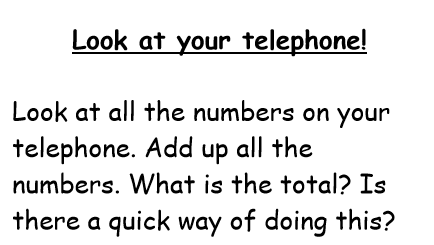 Look at your telephone!
Look at all the numbers on your
telephone. Add up all the
numbers. What is the total? Is
there a quick way of doing this?